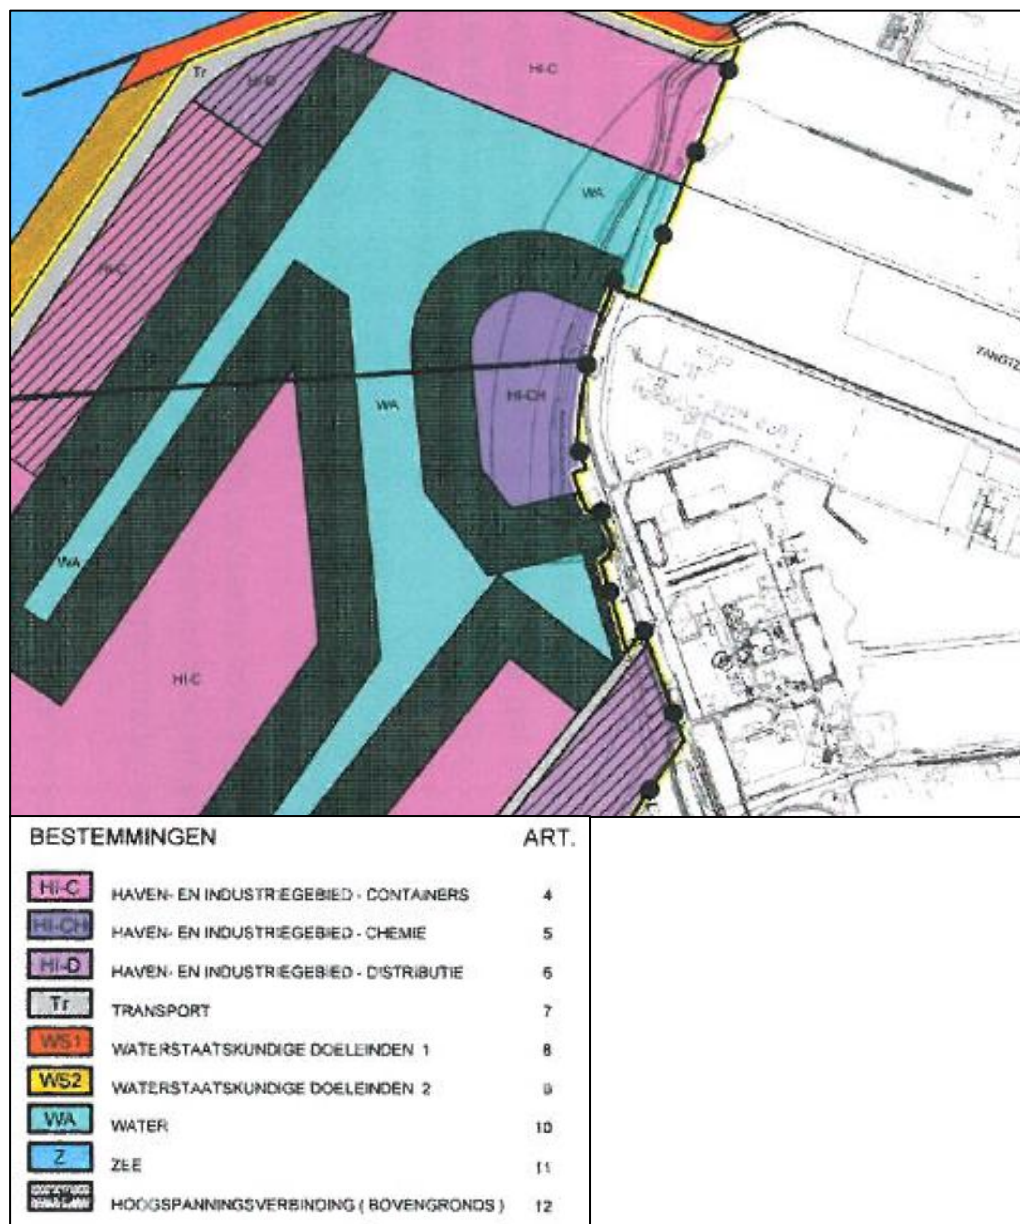 HI-C
Tr
HI-D
WA
HI-C
WA
HI-CH
WA
HI-C
BESTEMMINGEN ART.
HI-C HAVEN- EN INDUSTRIEGEBIED - CONTAINERS 4
HI-CH HAVEN- EN INDUSTRIEGEBIED - CHEMIE 5
HI-D HAVEN- EN INDUSTRIEGEBIED - DISTRIBUTIE 6
Tr TRANSPORT 7
WS1 WATERSTAATSKUNDIGE DOELEINDEN 1 8
WS2 WATERSTAATSKUNDIGE DOELEINDEN 2 9
WA WATER 10
Z ZEE 11
HOOGSPANNINGSVERBINDING ( BOVENGRONDS ) 12